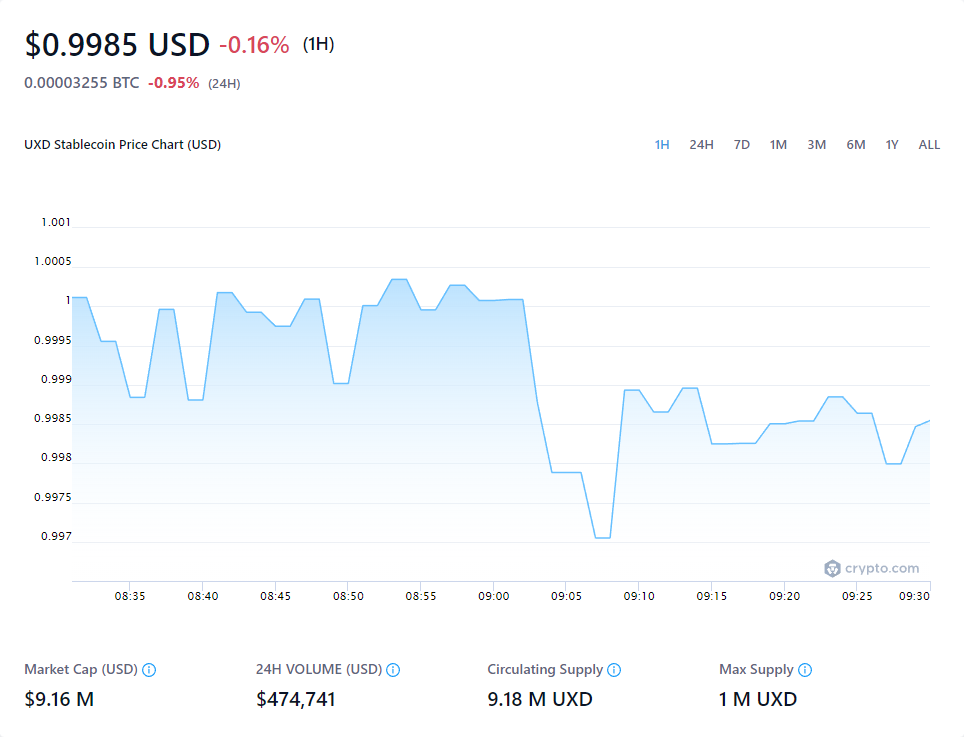 $0.9985 USD -0.16% (1H)
0.00003255 BTC -0.95% (24H)
UXD Stablecoin Price Chart (USD)
1H 24H 7D 1M 3M 6M 1Y ALL
1.001
1.0005
1
0.9995
0.999
0.9985
0.998
0.9975
0.997
crypto.com
08:35 08:40 08:45 08:50 08:55 09:00 09:05 09:10 09:15 09:20 09:25 09:30
Market Cap (USD) 24H VOLUME (USD) Circulating Supply Max Supply
$9.16 M $474,741 9.18 M UXD 1 M UXD